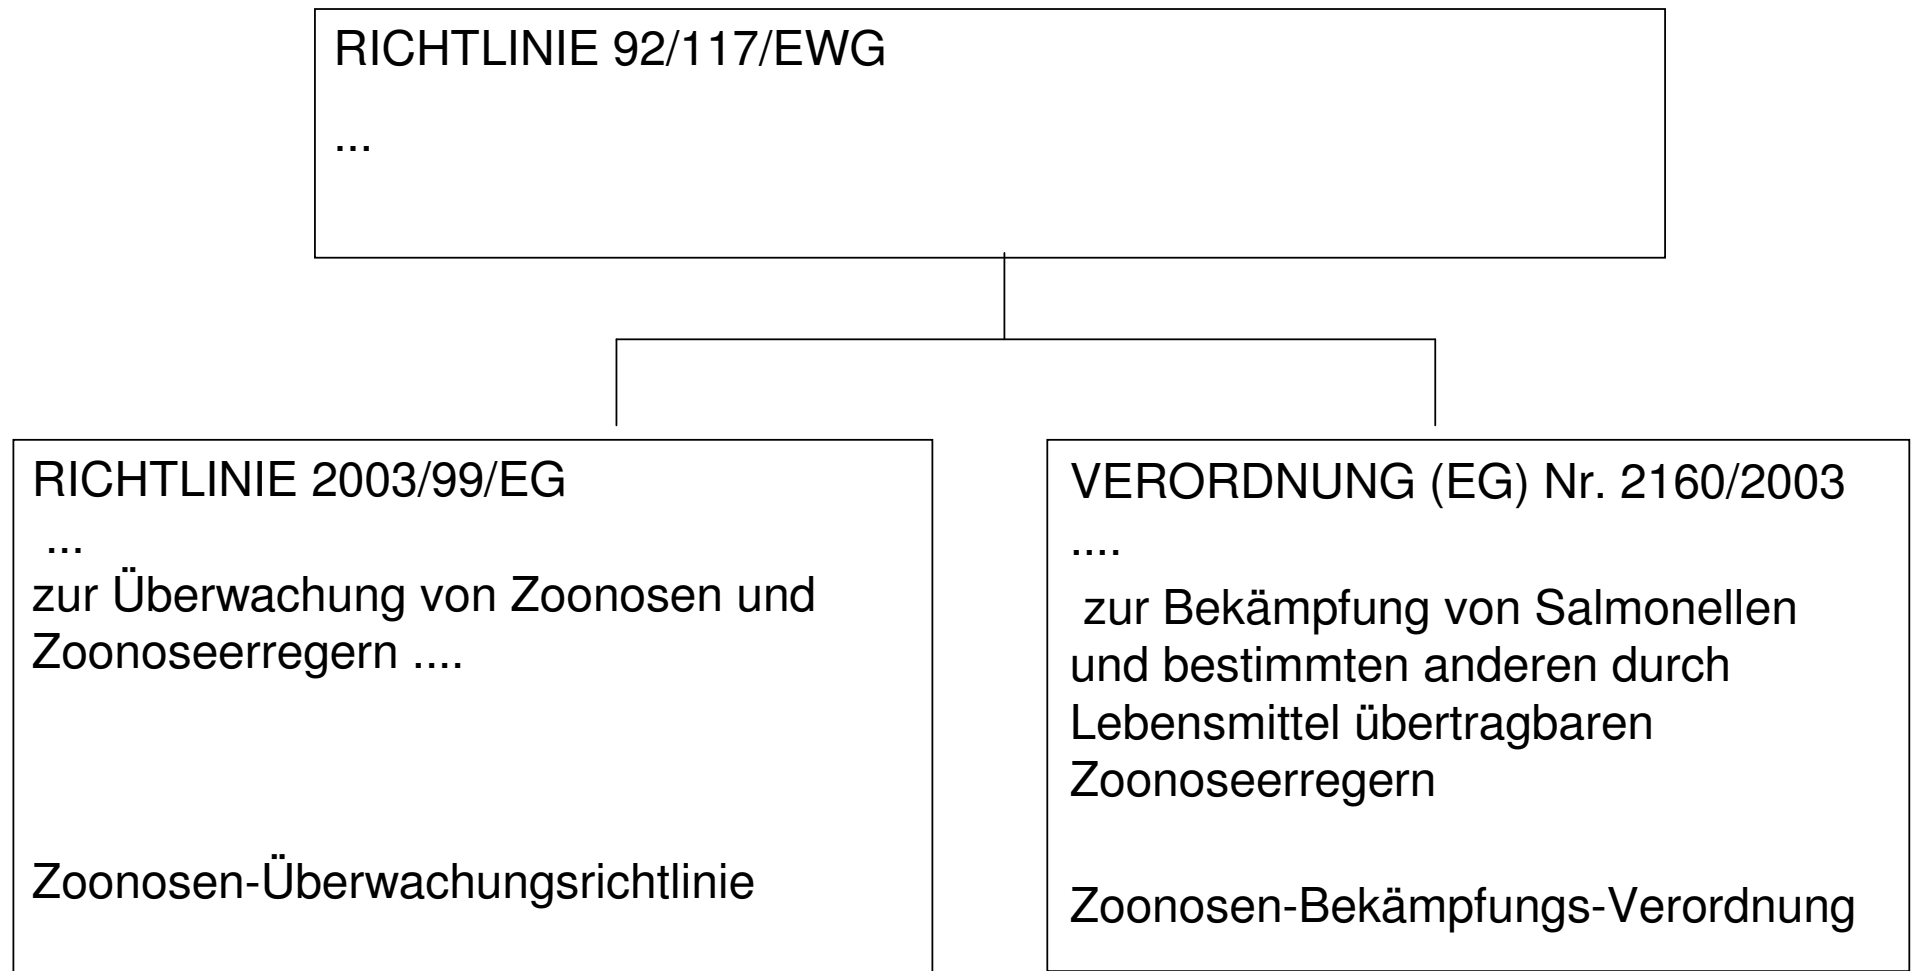 RICHTLINIE 92/117/EWG
...
RICHTLINIE 2003/99/EG
...
zur Überwachung von Zoonosen und
Zoonoseerregern ....
Zoonosen-Überwachungsrichtlinie
VERORDNUNG (EG) Nr. 2160/2003
....
zur Bekämpfung von Salmonellen
und bestimmten anderen durch
Lebensmittel übertragbaren
Zoonoseerregern
Zoonosen-Bekämpfungs-Verordnung